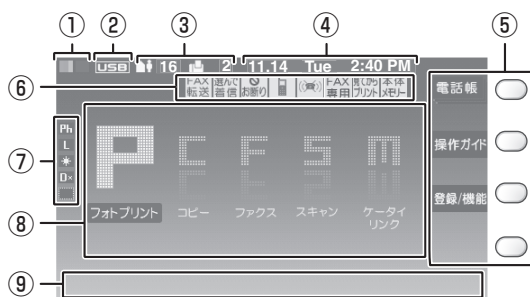 ① ② ③ ④ ⑤
USB 16 2 11.14 Tue 2:40 PM
⑥ FAX転送 選んで着信 お断り FAX専用 見てからプリント 本体メモリー
電話帳
操作ガイド
登録/機能
⑦ Ph
L
D×
⑧ P C F S m
フォトプリント コピー ファクス スキャン ケータイリンク
⑨